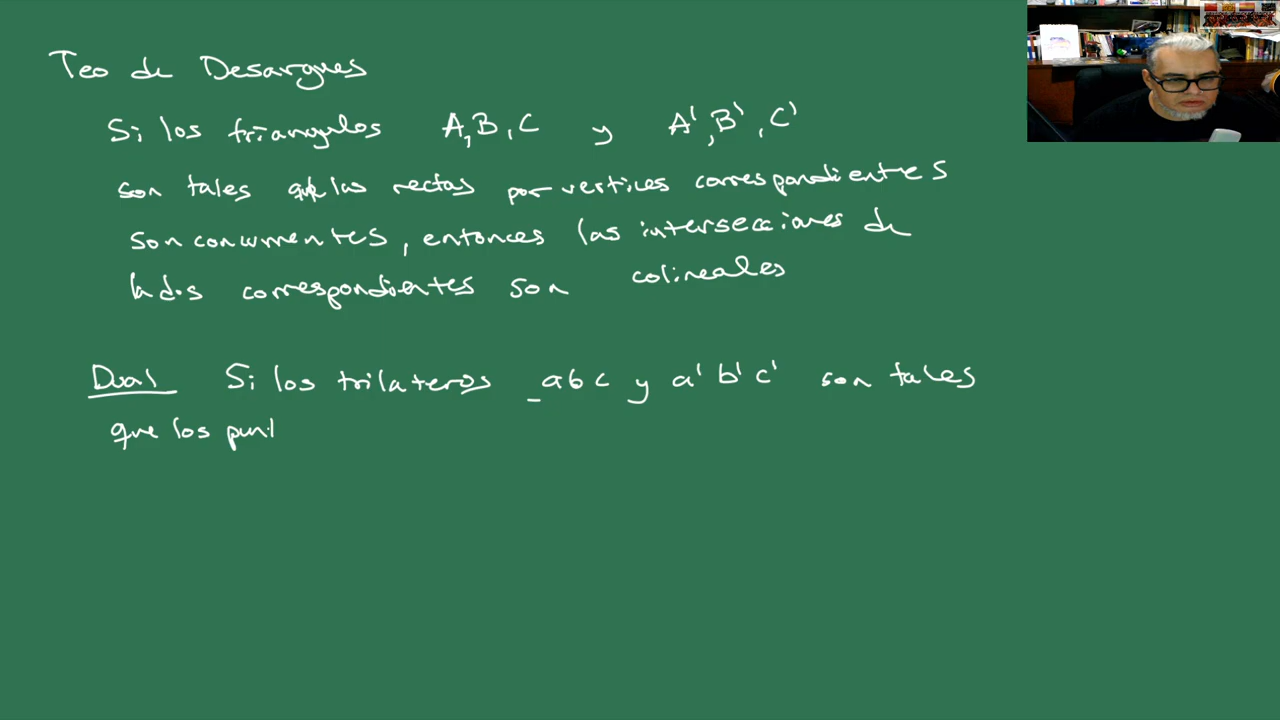 Teo de Desargues
Si los triangulos A, B, C y A', B', C'
son tales que las rectas por vertices correspondientes
son concurrentes, entonces las intersecciones de
lados correspondientes son colineales
Dual Si los trilateros abc y a' b' c' son tales
que los punt